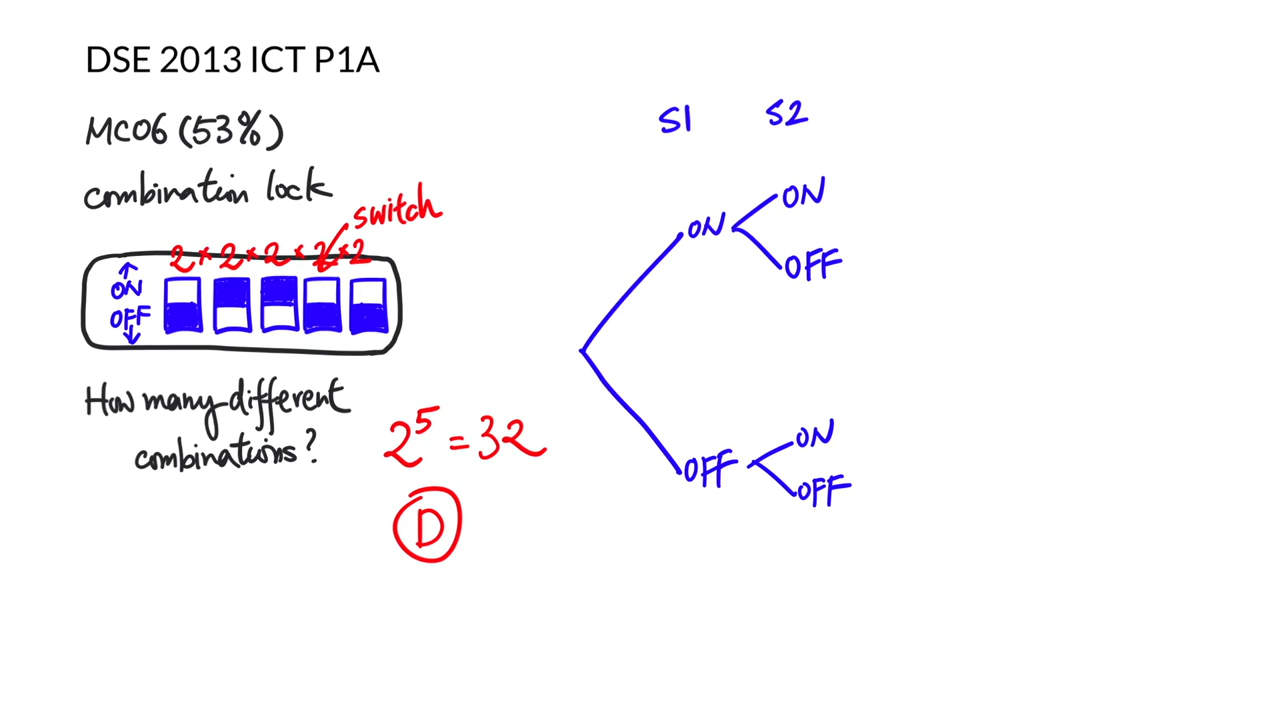 DSE 2013 ICT P1A
MC06 (53%)
combination lock
switch
2 × 2 × 2 × 2 × 2
ON
OFF
How many different
combinations?
2⁵ = 32
D
S1 S2
ON
ON
OFF
OFF
ON
OFF